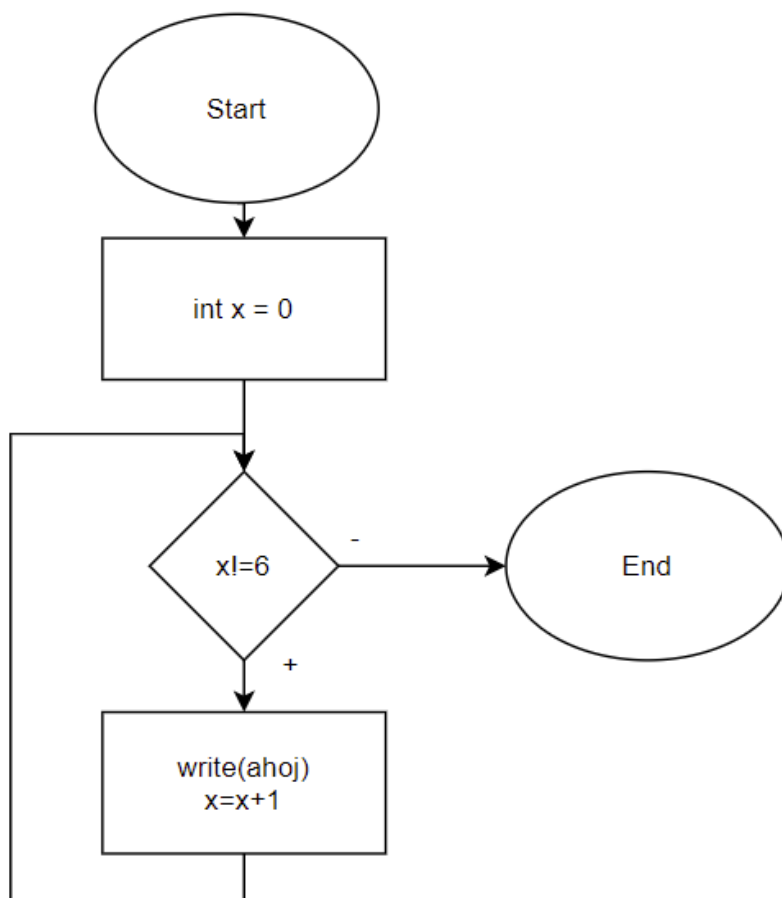 Start
int x = 0
x!=6
-
End
+
write(ahoj)
x=x+1